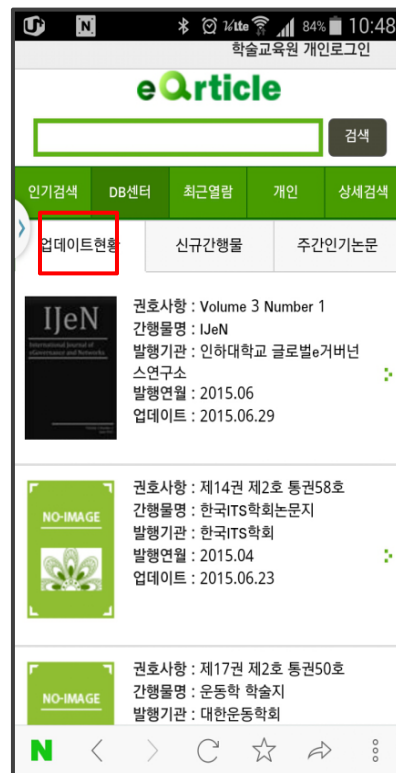 84% 10:48
학술교육원 개인로그인
earticle
검색
인기검색 DB센터 최근열람 개인 상세검색
업데이트현황 신규간행물 주간인기논문
IJeN
International Journal of
eGovernance and Networks
권호사항 : Volume 3 Number 1
간행물명 : IJeN
발행기관 : 인하대학교 글로벌e거버넌
스연구소
발행연월 : 2015.06
업데이트 : 2015.06.29
NO-IMAGE
권호사항 : 제14권 제2호 통권58호
간행물명 : 한국ITS학회논문지
발행기관 : 한국ITS학회
발행연월 : 2015.04
업데이트 : 2015.06.23
NO-IMAGE
권호사항 : 제17권 제2호 통권50호
간행물명 : 운동학 학술지
발행기관 : 대한운동학회
N